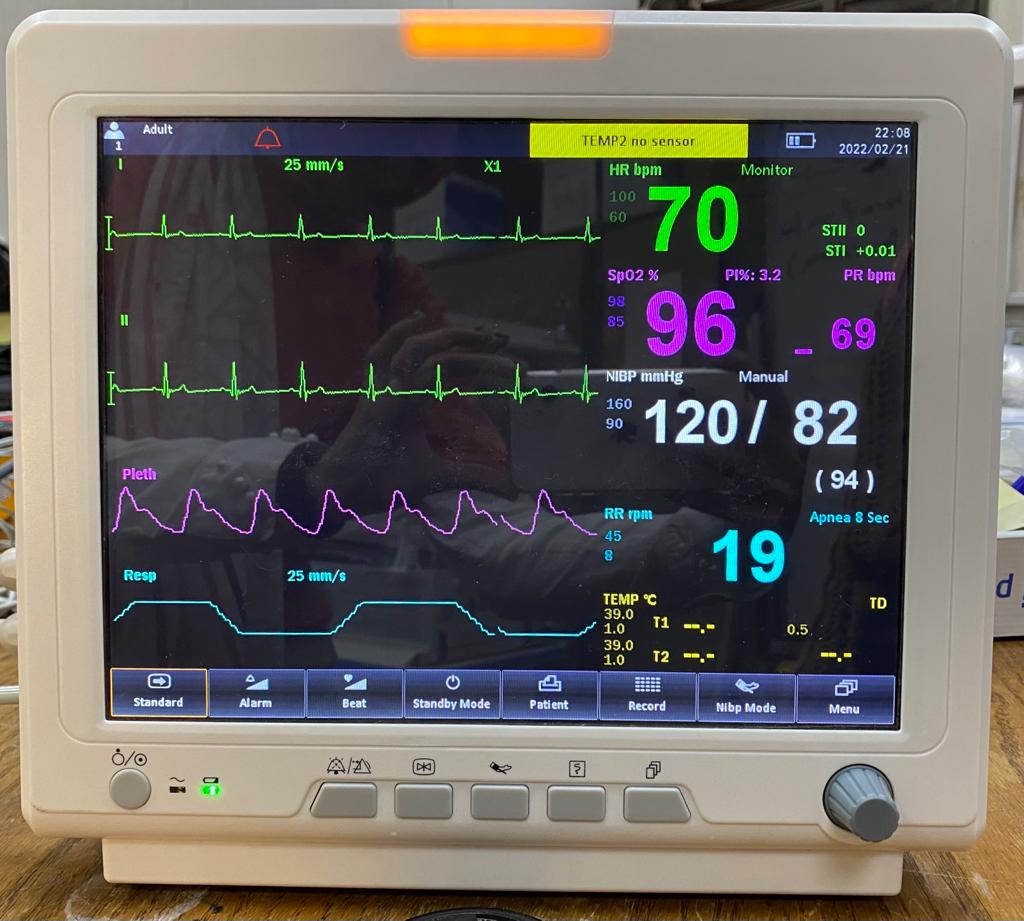 1
Adult
TEMP2 no sensor
22:08
2022/02/21
I
25 mm/s
X1
HR bpm
Monitor
100
60
70
STII 0
STI +0.01
SpO2 %
PI%: 3.2
PR bpm
98
85
96
69
II
NIBP mmHg
Manual
160
90
120/ 82
(94)
Pleth
RR rpm
Apnea 8 Sec
45
8
19
Resp
25 mm/s
TEMP °C
TD
39.0
1.0
T1 --.-
0.5
39.0
1.0
T2 --.-
--.-
Standard
Alarm
Beat
Standby Mode
Patient
Record
Nibp Mode
Menu